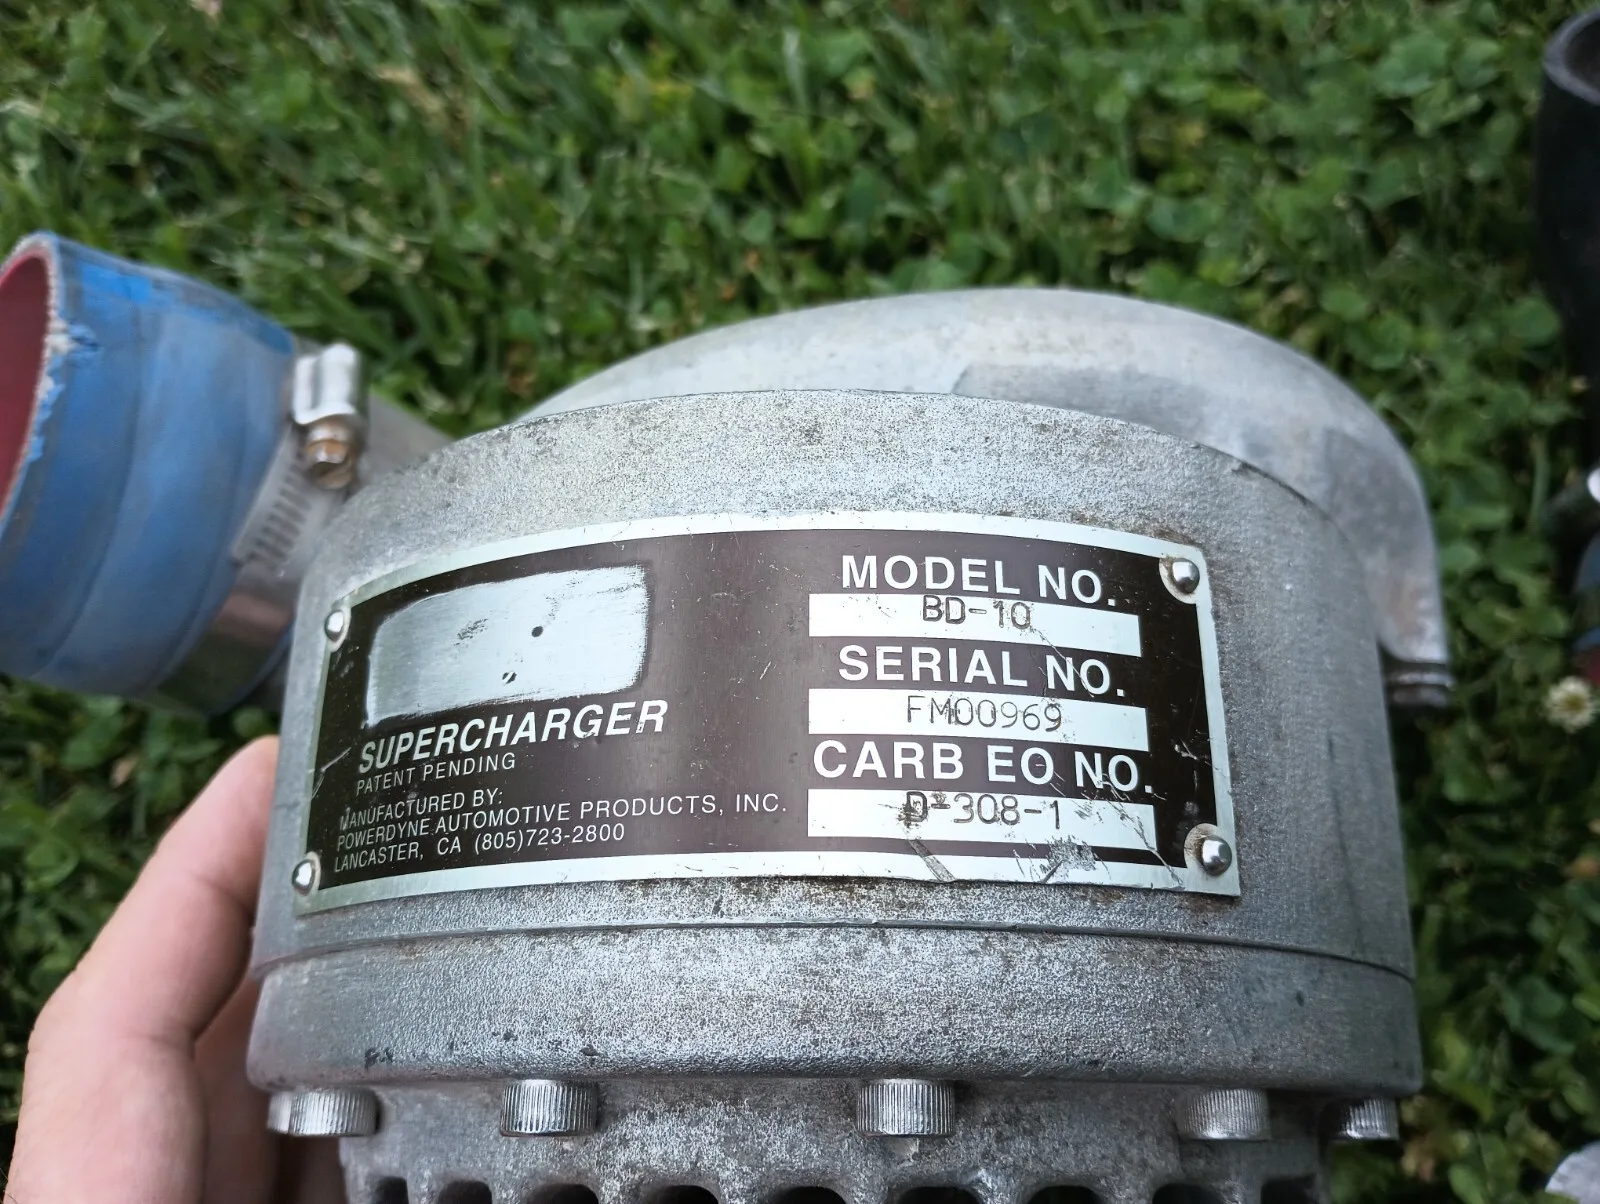 SUPERCHARGER
PATENT PENDING
MANUFACTURED BY:
POWERDYNE AUTOMOTIVE PRODUCTS, INC.
LANCASTER, CA (805)723-2800
MODEL NO.
BD-10
SERIAL NO.
FM00969
CARB EO NO.
D-308-1